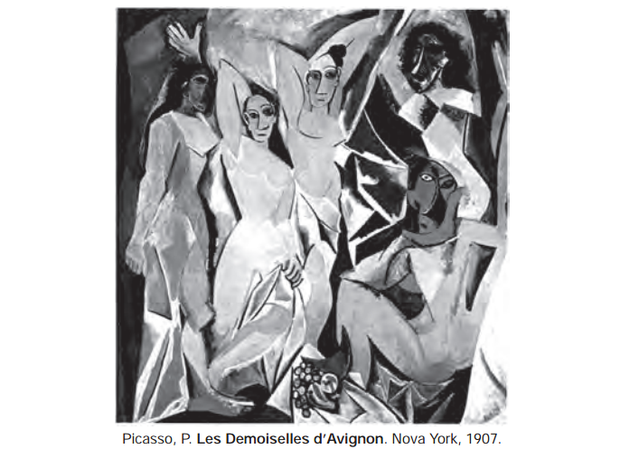 Picasso, P. Les Demoiselles d'Avignon. Nova York, 1907.